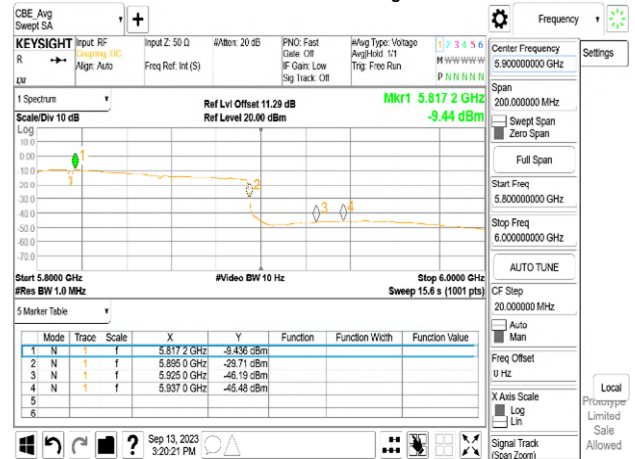 CBE_Avg
Swept SA
+
Frequency
KEYSIGHT
R
Input: RF
Coupling: DC
Align: Auto
Input Z: 50 Ω
Freq Ref: Int (S)
#Atten: 20 dB
PNO: Fast
Gate: Off
IF Gain: Low
Sig Track: Off
#Avg Type: Voltage
Avg|Hold: 1/1
Trig: Free Run
1 2 3 4 5 6
M W W W W W
P N N N N N
1 Spectrum
Scale/Div 10 dB
Ref Lvl Offset 11.29 dB
Ref Level 20.00 dBm
Mkr1 5.817 2 GHz
-9.44 dBm
Log
10.0
0.00
-10.0
-20.0
-30.0
-40.0
-50.0
-60.0
-70.0
1
2
3
4
Start 5.8000 GHz
#Res BW 1.0 MHz
#Video BW 10 Hz
Stop 6.0000 GHz
Sweep 15.6 s (1001 pts)
5 Marker Table
Mode Trace Scale X Y Function Function Width Function Value
1 N 1 f 5.817 2 GHz -9.436 dBm
2 N 1 f 5.895 0 GHz -29.71 dBm
3 N 1 f 5.925 0 GHz -46.19 dBm
4 N 1 f 5.937 0 GHz -45.48 dBm
5
6
Sep 13, 2023
3:20:21 PM
?
Center Frequency
5.900000000 GHz
Span
200.000000 MHz
Swept Span
Zero Span
Full Span
Start Freq
5.800000000 GHz
Stop Freq
6.000000000 GHz
AUTO TUNE
CF Step
20.000000 MHz
Auto
Man
Freq Offset
0 Hz
X Axis Scale
Log
Lin
Signal Track
(Span Zoom)
Settings
Local
Prototype
Limited
Sale
Allowed